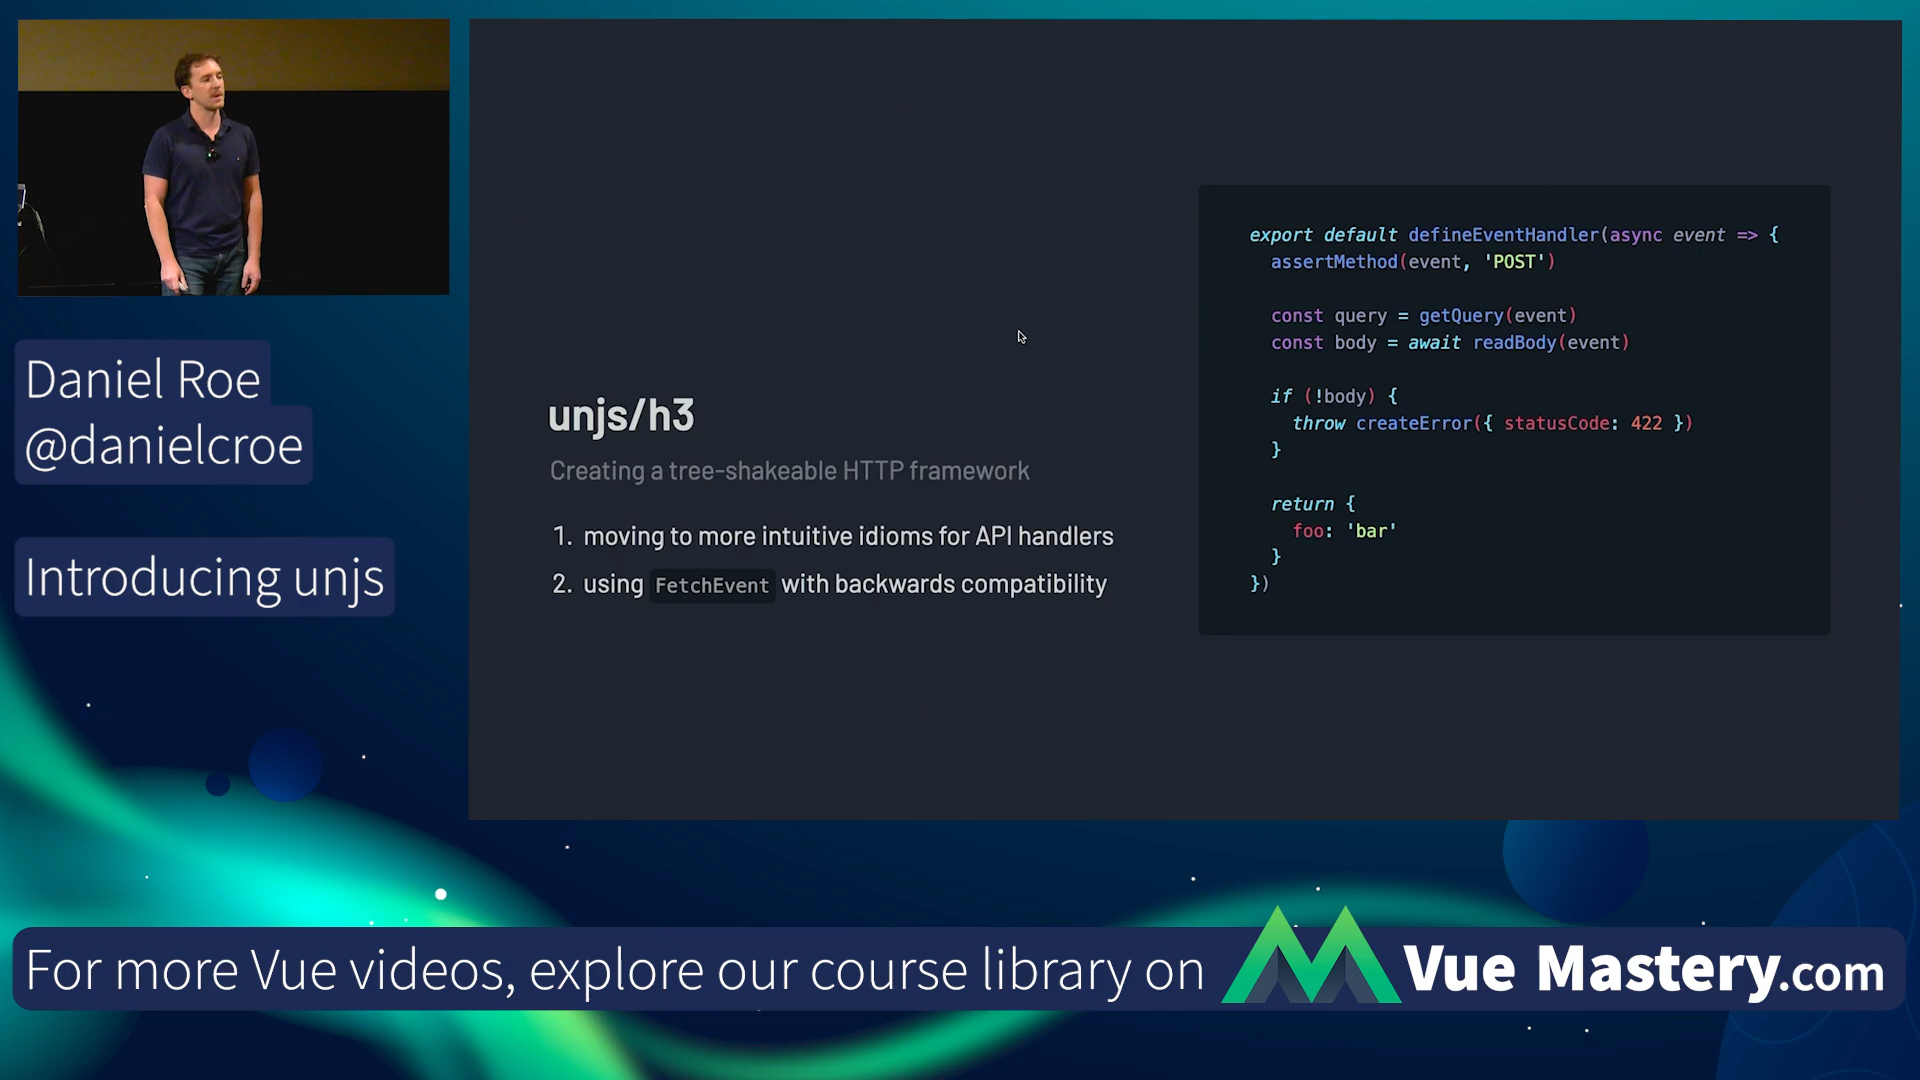 Daniel Roe
@danielcroe
Introducing unjs
unjs/h3
Creating a tree-shakeable HTTP framework
1. moving to more intuitive idioms for API handlers
2. using FetchEvent with backwards compatibility
export default defineEventHandler(async event => {
  assertMethod(event, 'POST')
  const query = getQuery(event)
  const body = await readBody(event)
  if (!body) {
    throw createError({ statusCode: 422 })
  }
  return {
    foo: 'bar'
  }
})
For more Vue videos, explore our course library on Vue Mastery.com